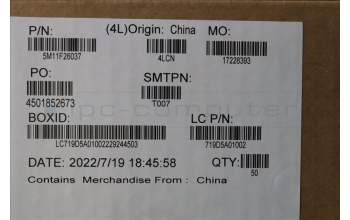 P/N: (4L)Origin: China MO:
5M11F26037 4LCN 17228393
PO: SMTPN:
4501852673 T007
BOXID: LC P/N:
LC719D5A01002229244503 719D5A01002
DATE: 2022/7/19 18:45:58 QTY:
50
Contains Merchandise From : China